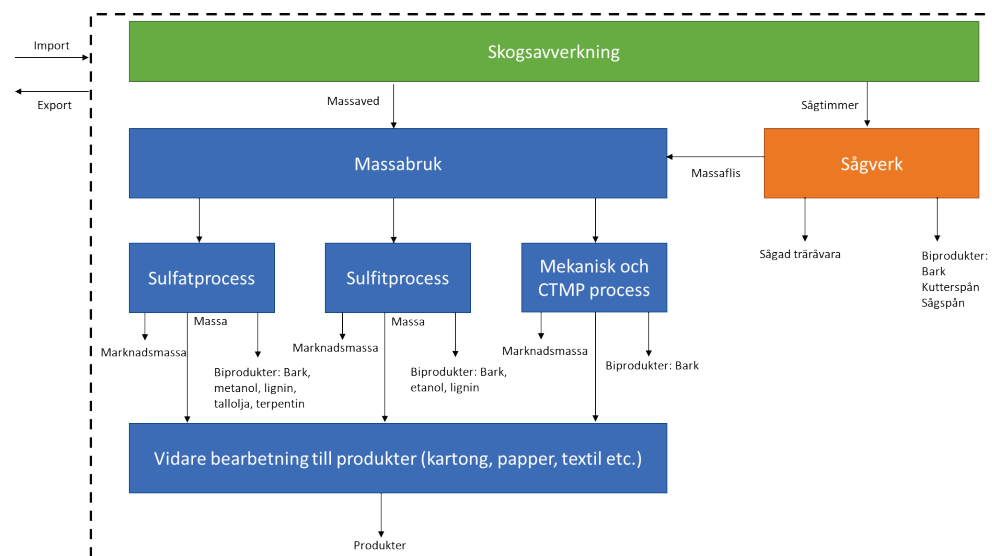 Import
Export
Skogsavverkning
Massaved
Sågtimmer
Massabruk
Massaflis
Sågverk
Sågad träråvara
Biprodukter:
Bark
Kutterspån
Sågspån
Sulfatprocess
Sulfitprocess
Mekanisk och
CTMP process
Massa
Marknadsmassa
Biprodukter: Bark,
metanol, lignin,
tallolja, terpentin
Massa
Marknadsmassa
Biprodukter: Bark,
etanol, lignin
Marknadsmassa
Biprodukter: Bark
Vidare bearbetning till produkter (kartong, papper, textil etc.)
Produkter